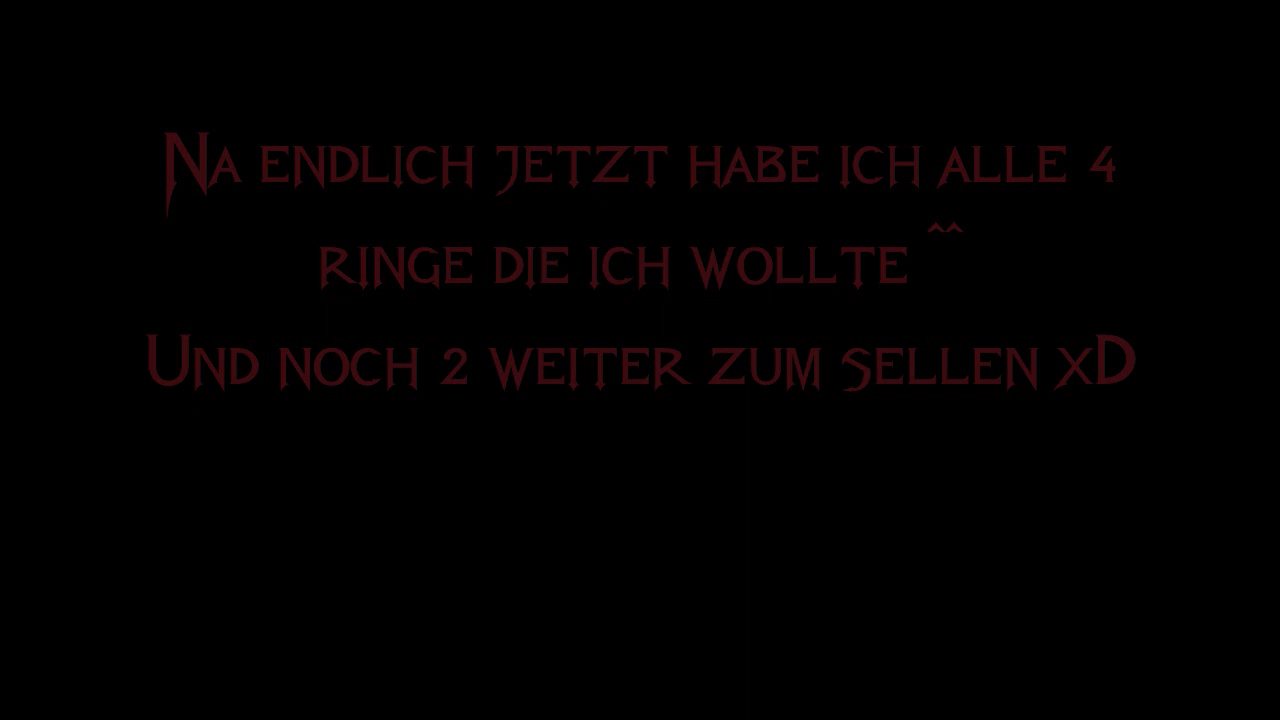 Na endlich jetzt habe ich alle 4
ringe die ich wollte ^^
Und noch 2 weiter zum sellen xD